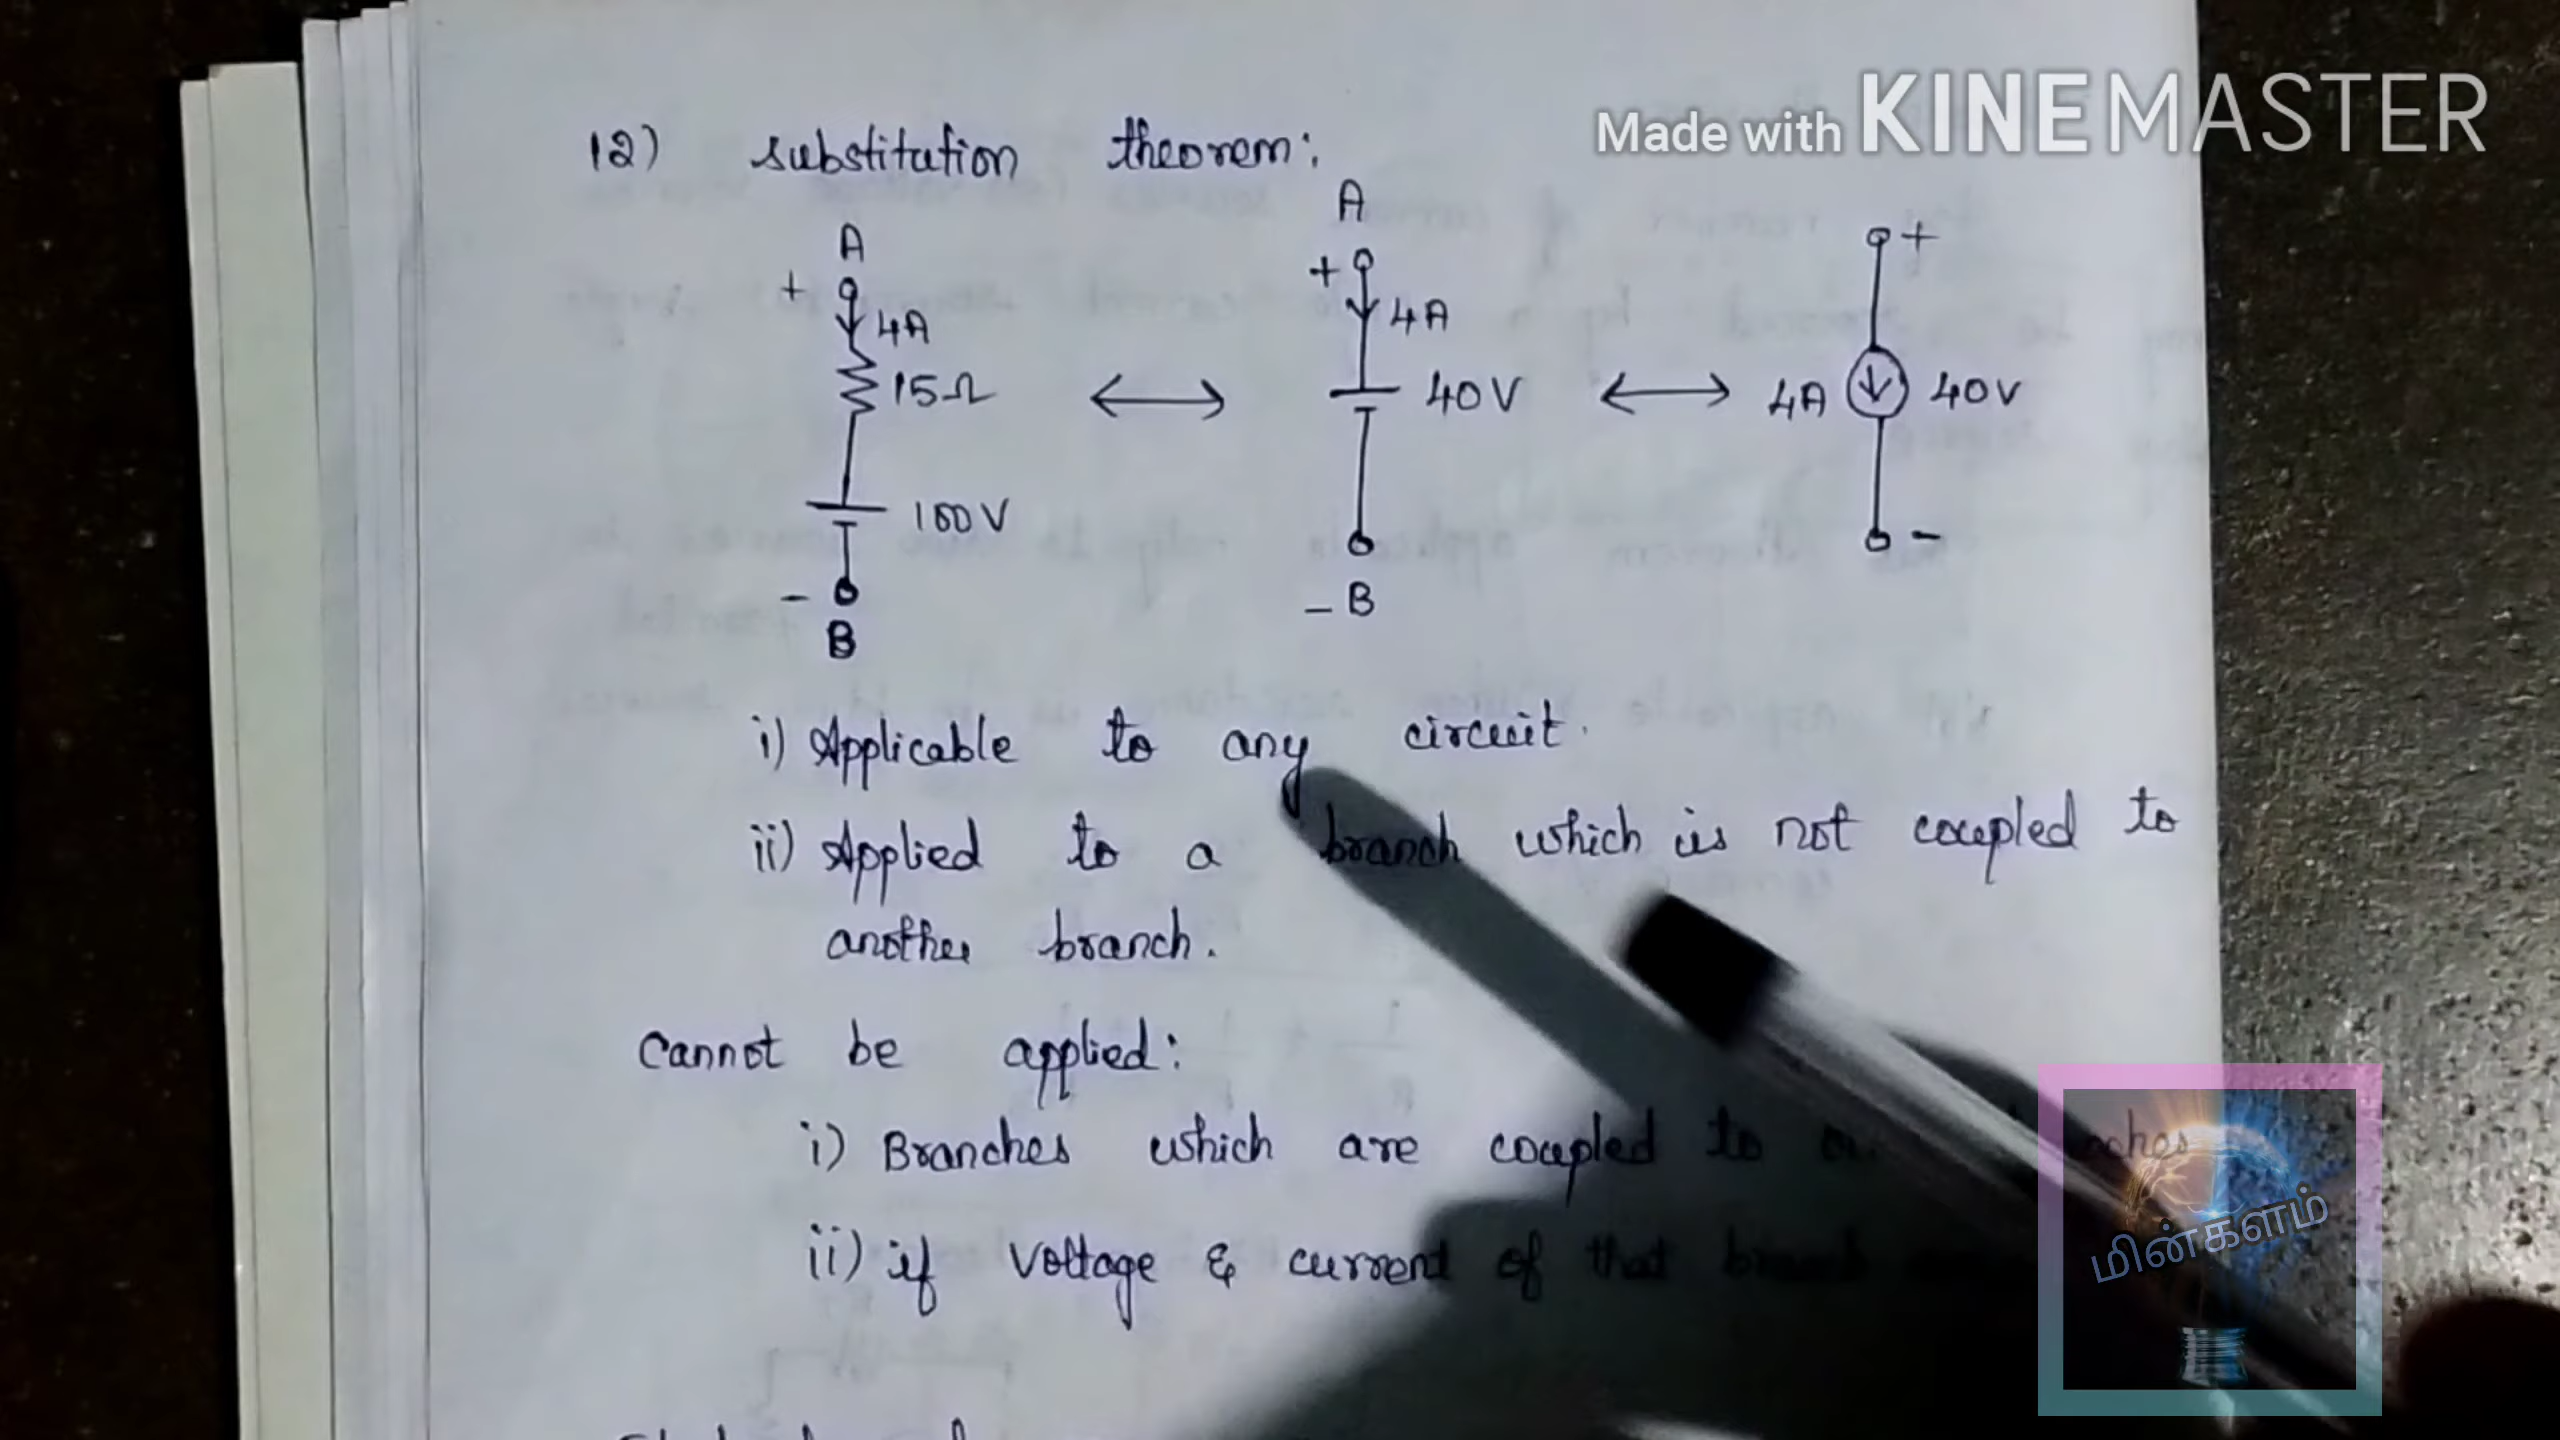 Made with KINEMASTER
12) substitution theorem:
A A
+ + +
4A 4A
15Ω 40V 4A 40V
100V
- - B -
B
i) Applicable to any circuit.
ii) Applied to a branch which is not coupled to
another branch.
Cannot be applied:
i) Branches which are coupled to
ii) if Voltage & current of that branch
மின்களம்